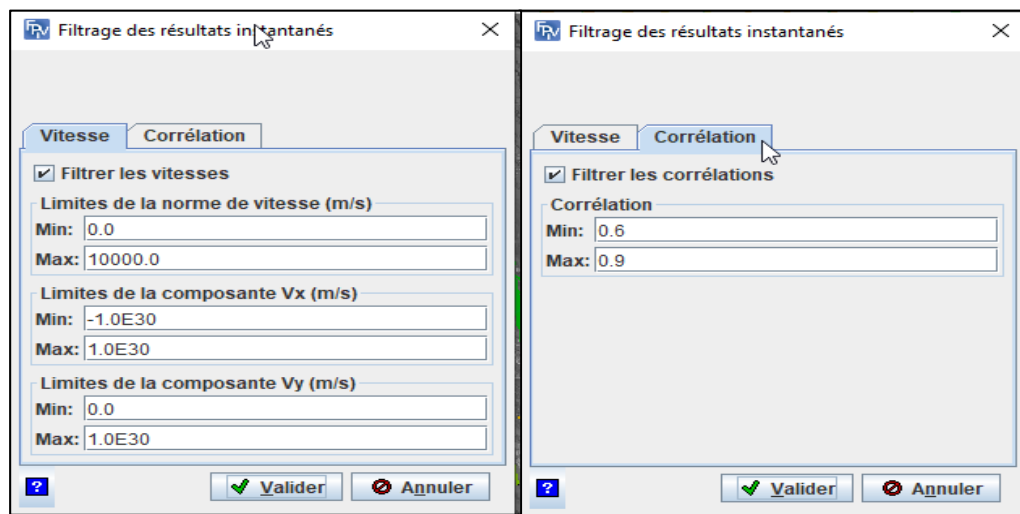 FPIV Filtrage des résultats instantanés
Vitesse Corrélation
Filtrer les vitesses
Limites de la norme de vitesse (m/s)
Min: 0.0
Max: 10000.0
Limites de la composante Vx (m/s)
Min: -1.0E30
Max: 1.0E30
Limites de la composante Vy (m/s)
Min: 0.0
Max: 1.0E30
? Valider Annuler
FPIV Filtrage des résultats instantanés
Vitesse Corrélation
Filtrer les corrélations
Corrélation
Min: 0.6
Max: 0.9
? Valider Annuler